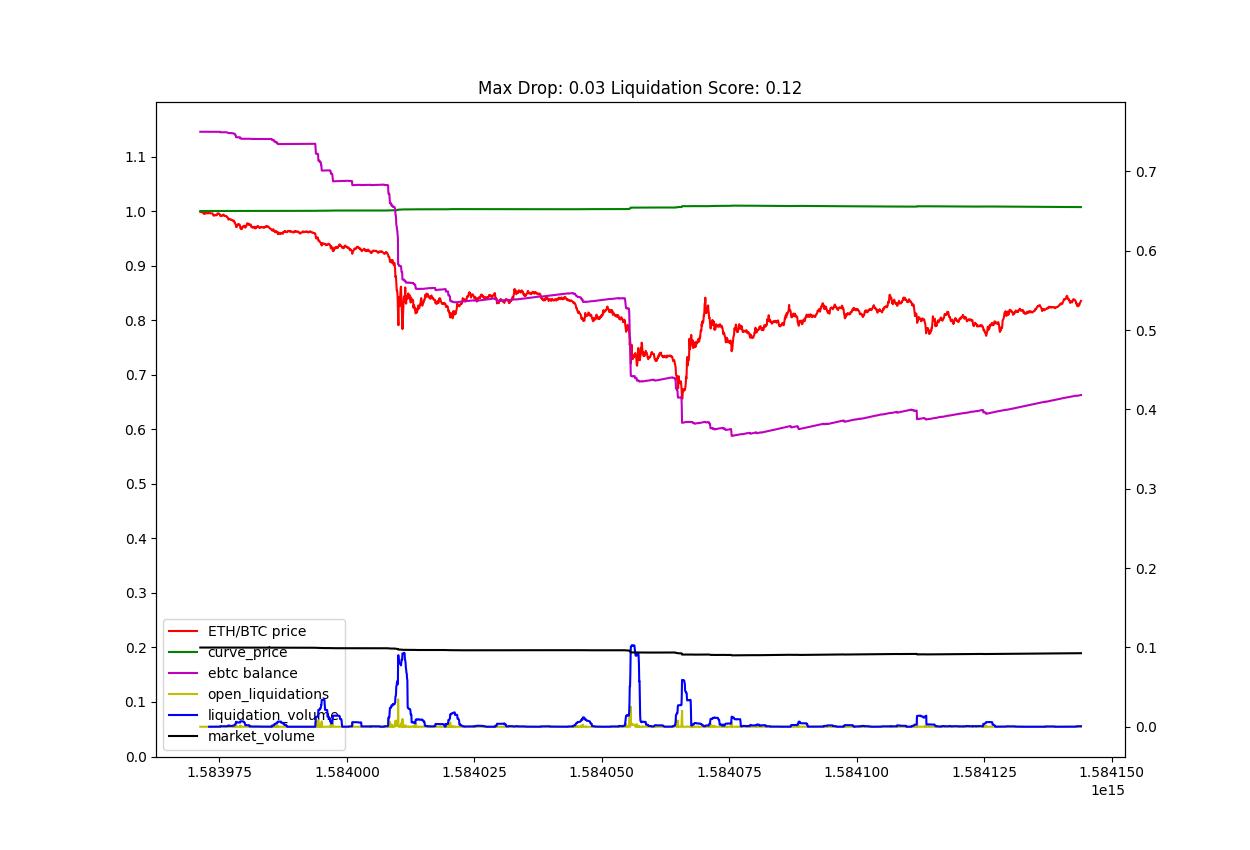 Max Drop: 0.03 Liquidation Score: 0.12
1.1
1.0
0.9
0.8
0.7
0.6
0.5
0.4
0.3
0.2
0.1
0.0
0.7
0.6
0.5
0.4
0.3
0.2
0.1
0.0
ETH/BTC price
curve_price
ebtc balance
open_liquidations
liquidation_volume
market_volume
1.583975 1.584000 1.584025 1.584050 1.584075 1.584100 1.584125 1.584150
1e15